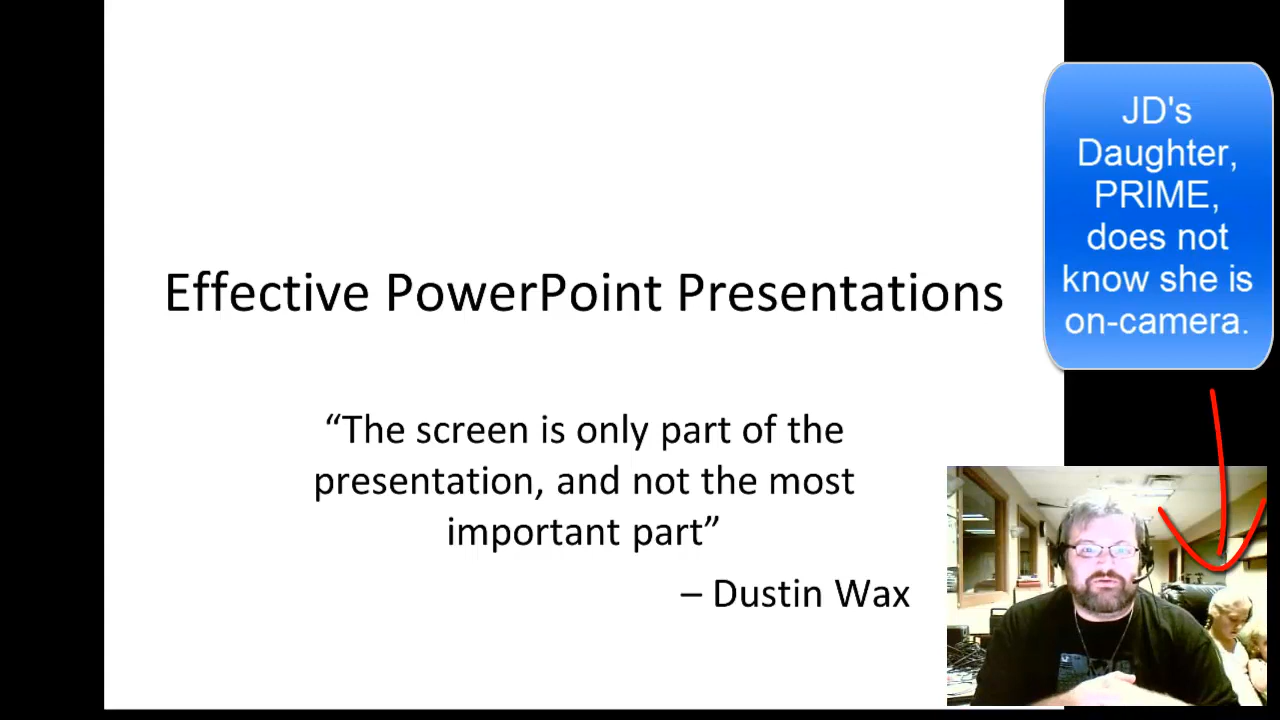 Effective PowerPoint Presentations
“The screen is only part of the
presentation, and not the most
important part”
– Dustin Wax
JD's
Daughter,
PRIME,
does not
know she is
on-camera.